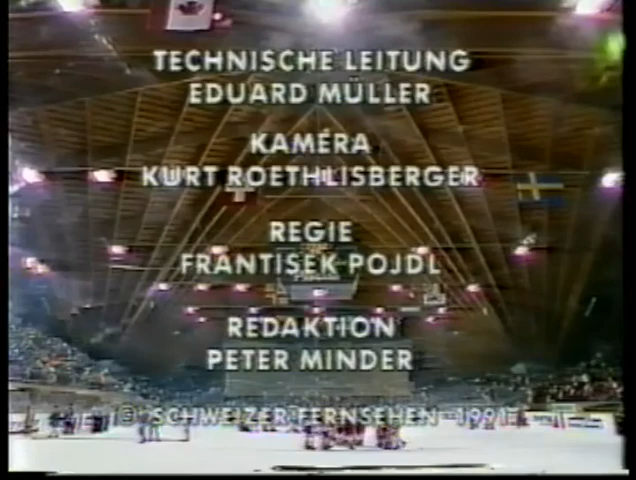 TECHNISCHE LEITUNG
EDUARD MÜLLER
KAMERA
KURT ROETHLISBERGER
REGIE
FRANTISEK POJDL
REDAKTION
PETER MINDER
© SCHWEIZER FERNSEHEN 1991